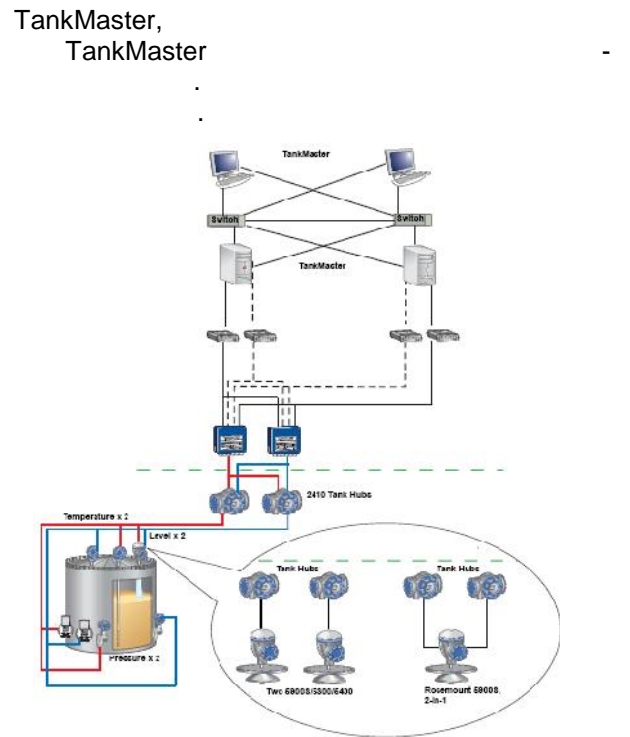 TankMaster,
TankMaster -
.
.
TankMaster
Switch
Switch
TankMaster
2410 Tank Hubs
Temperature x 2
Level x 2
Tank Hubs
Tank Hubs
Pressure x 2
Two 5900S/5300/5400
Rosemount 5900S,
2-in-1